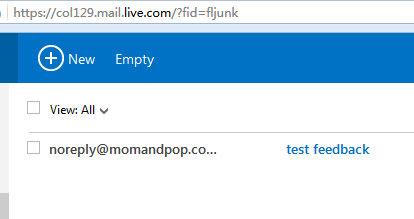 https://col129.mail.live.com/?fid=fljunk
New Empty
View: All
noreply@momandpop.co... test feedback